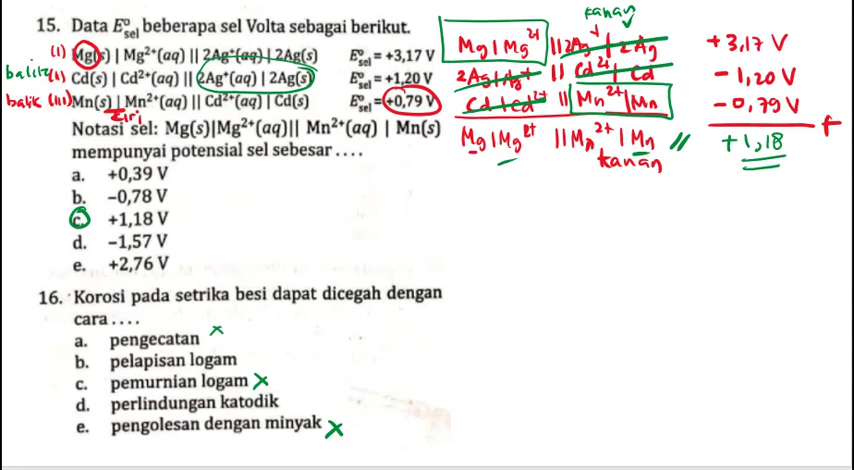 15. Data E°sel beberapa sel Volta sebagai berikut.
(I) Mg(s) | Mg²⁺(aq) || 2Ag⁺(aq) | 2Ag(s) E°sel = +3,17 V
balik (II) Cd(s) | Cd²⁺(aq) || 2Ag⁺(aq) | 2Ag(s) E°sel = +1,20 V
balik (III) Mn(s) | Mn²⁺(aq) || Cd²⁺(aq) | Cd(s) E°sel = +0,79 V
kiri
Notasi sel: Mg(s)|Mg²⁺(aq)|| Mn²⁺(aq) | Mn(s)
mempunyai potensial sel sebesar . . . .
a. +0,39 V
b. −0,78 V
c. +1,18 V
d. −1,57 V
e. +2,76 V
16. Korosi pada setrika besi dapat dicegah dengan
cara . . . .
a. pengecatan ×
b. pelapisan logam
c. pemurnian logam ×
d. perlindungan katodik
e. pengolesan dengan minyak ×
kanan
Mg | Mg²⁺ || 2Ag⁺ | 2Ag +3,17 V
2Ag | Ag⁺ || Cd²⁺ | Cd −1,20 V
Cd | Cd²⁺ || Mn²⁺ | Mn −0,79 V
+
Mg | Mg²⁺ || Mn²⁺ | Mn // +1,18
kanan